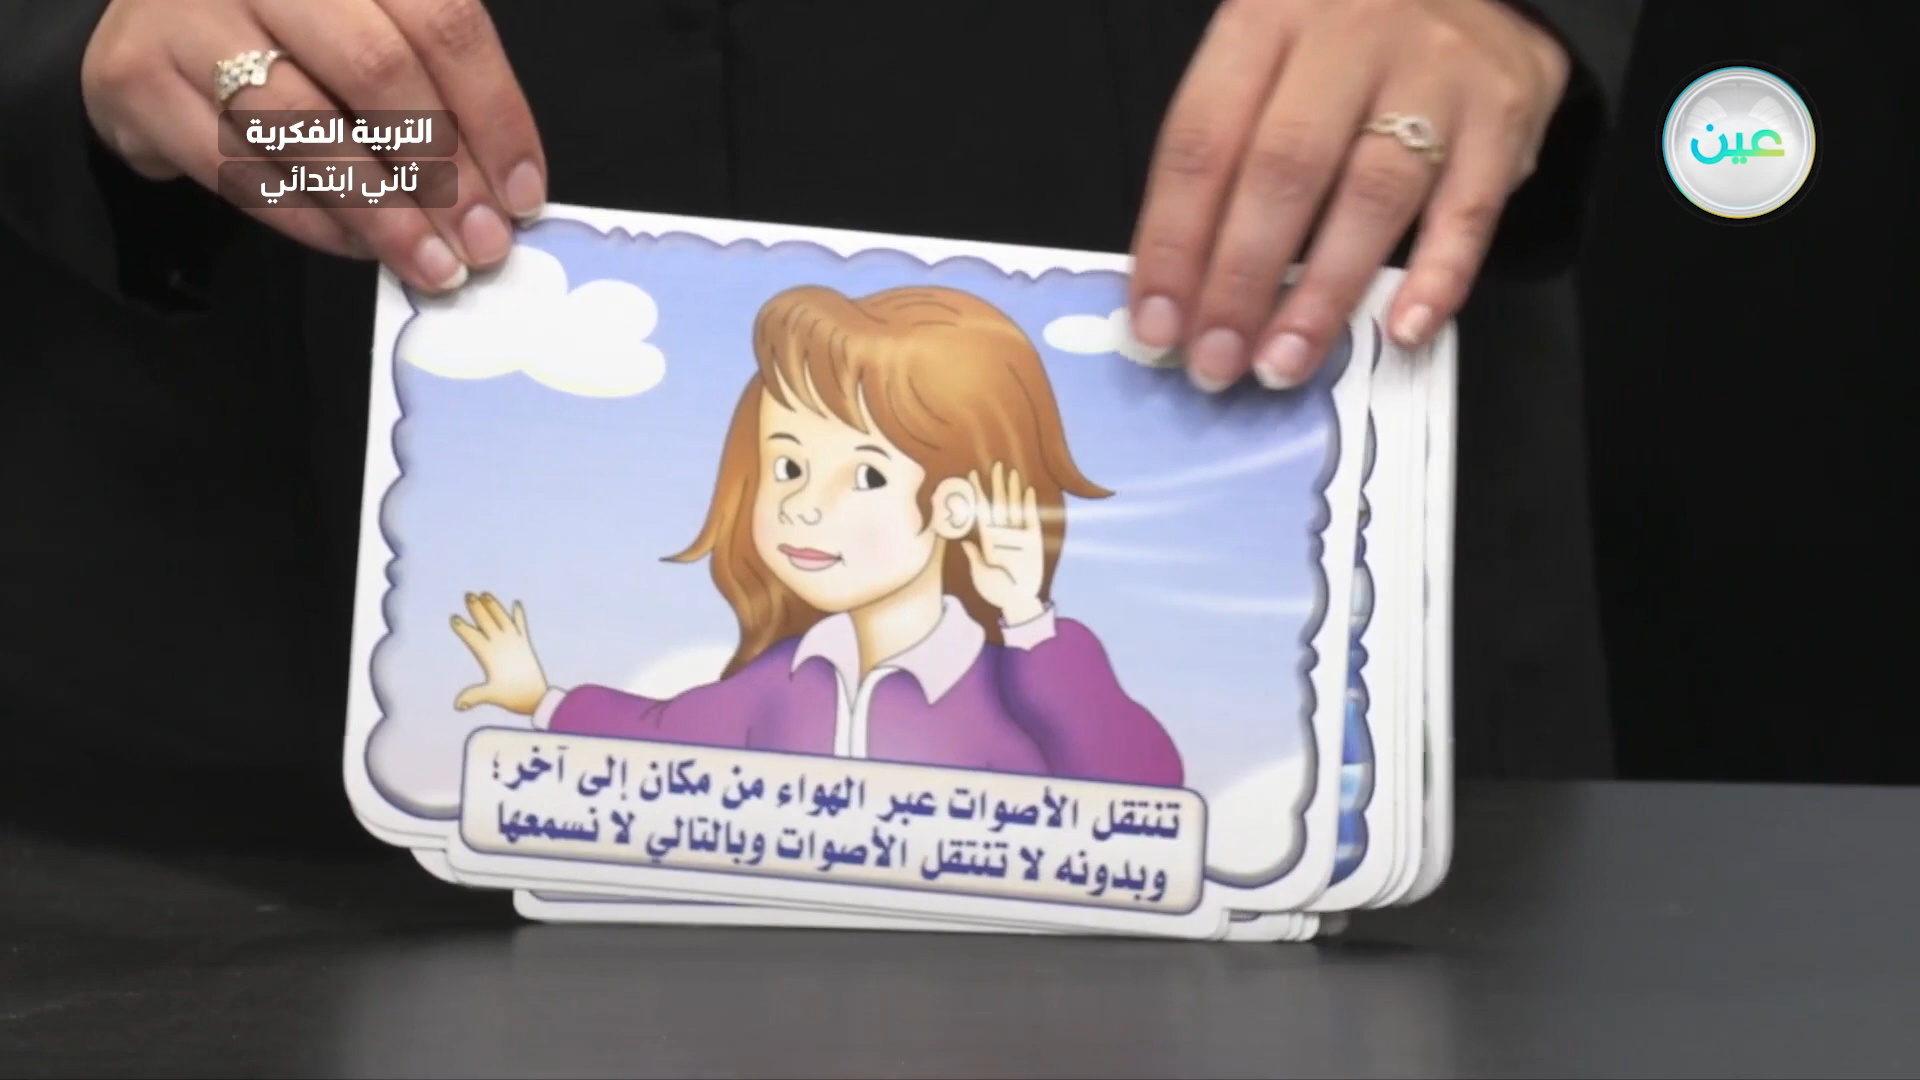 التربية الفكرية
ثاني ابتدائي
عين
تنتقل الأصوات عبر الهواء من مكان إلى آخر؛
وبدونه لا تنتقل الأصوات وبالتالي لا نسمعها